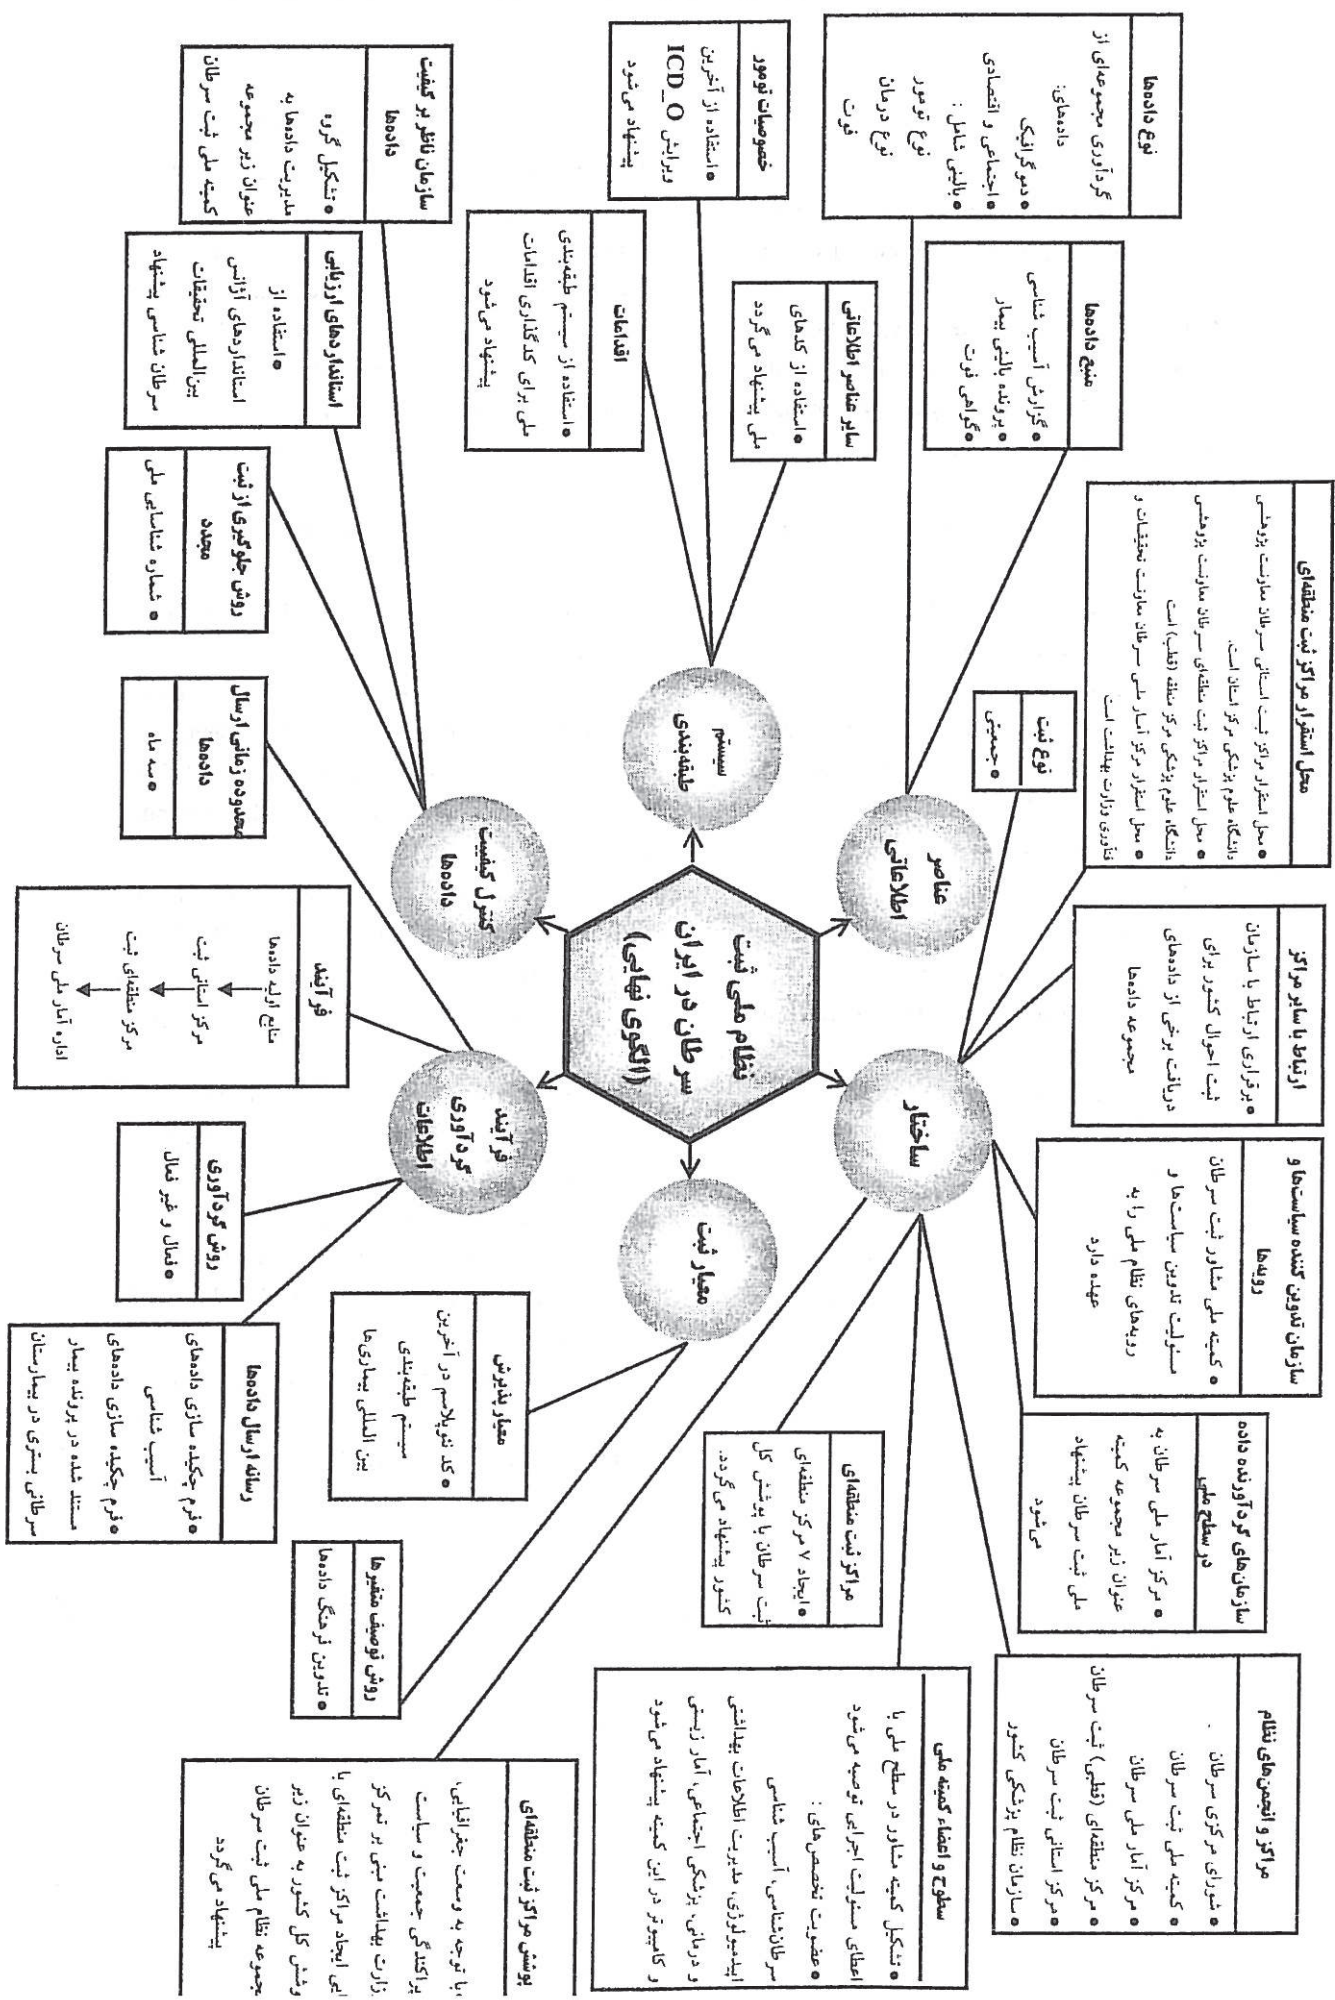 نظام ملی ثبت
سرطان در ایران
(الگوی نهایی)
عناصر
اطلاعاتی
ساختار
معیار ثبت
فرآیند
گردآوری
اطلاعات
کنترل کیفیت
داده‌ها
سیستم
طبقه‌بندی
نوع داده‌ها
گردآوری مجموعه‌ای از
داده‌های:
• دموگرافیک
• اجتماعی و اقتصادی
• بالینی شامل :
نوع تومور
نوع درمان
فوت
منبع داده‌ها
• گزارش آسیب شناسی
• پرونده بالینی بیمار
• گواهی فوت
خصوصیات تومور
• استفاده از آخرین
ویرایش ICD_O
پیشنهاد می‌شود
سایر عناصر اطلاعاتی
• استفاده از کدهای
ملی پیشنهاد می‌گردد
اقدامات
• استفاده از سیستم طبقه‌بندی
ملی برای کدگذاری اقدامات
پیشنهاد می‌شود
سازمان ناظر بر کیفیت
داده‌ها
• تشکیل گروه
مدیریت داده‌ها به
عنوان زیر مجموعه
کمیته ملی ثبت سرطان
استانداردهای ارزیابی
• استفاده از
استانداردهای آژانس
بین‌المللی تحقیقات
سرطان شناسی پیشنهاد
روش جلوگیری از ثبت
مجدد
• شماره شناسایی ملی
محدوده زمانی ارسال
داده‌ها
• سه ماه
فرآیند
منابع اولیه داده‌ها
مرکز استانی ثبت
مرکز منطقه‌ای ثبت
اداره آمار ملی سرطان
روش گردآوری
• فعال و غیر فعال
رسانه ارسال داده‌ها
• فرم چکیده سازی داده‌های
آسیب شناسی
• فرم چکیده سازی داده‌های
مستند شده در پرونده بیمار
سرطانی بستری در بیمارستان
معیار پذیرش
• کد نئوپلاسم در آخرین
سیستم طبقه‌بندی
بین المللی بیماری‌ها
روش توصیف متغیرها
• تدوین فرهنگ داده‌ها
محل استقرار مراکز ثبت منطقه‌ای
• محل استقرار مراکز ثبت استانی سرطان معاونت پژوهشی
دانشگاه علوم پزشکی مرکز استان است.
• محل استقرار مراکز ثبت منطقه‌ای سرطان معاونت پژوهشی
دانشگاه علوم پزشکی مرکز منطقه (قطب) است
• محل استقرار مرکز آمار ملی سرطان معاونت تحقیقات و
فنآوری وزارت بهداشت است
نوع ثبت
• جمعیتی
ارتباط با سایر مراکز
• برقراری ارتباط با سازمان
ثبت احوال کشور برای
دریافت برخی از داده‌های
مجموعه داده‌ها
سازمان تدوین کننده سیاست‌ها و
رویه‌ها
• کمیته ملی مشاور ثبت سرطان
مسئولیت تدوین سیاست‌ها و
رویه‌های نظام ملی را به
عهده دارد
سازمان‌های گردآورنده داده
در سطح ملی
• مرکز آمار ملی سرطان به
عنوان زیر مجموعه کمیته
ملی ثبت سرطان پیشنهاد
می‌شود
مراکز و انجمن‌های نظام
• شورای مرکزی سرطان .
• کمیته ملی ثبت سرطان
• مرکز آمار ملی سرطان
• مرکز منطقه‌ای (قطبی) ثبت سرطان
• مرکز استانی ثبت سرطان
• سازمان نظام پزشکی کشور
مراکز ثبت منطقه‌ای
• ایجاد ۷ مرکز منطقه‌ای
ثبت سرطان با پوشش کل
کشور پیشنهاد می‌گردد.
سطوح و اعضاء کمیته ملی
• تشکیل کمیته مشاور در سطح ملی با
اعطای مسئولیت اجرایی توصیه می‌شود
• عضویت تخصص‌های :
سرطان‌شناسی، آسیب شناسی
اپیدمیولوژی، مدیریت اطلاعات بهداشتی
و درمانی، پزشکی اجتماعی، آمار زیستی
و کامپیوتر در این کمیته پیشنهاد می‌شود
پوشش مراکز ثبت منطقه‌ای
با توجه به وسعت جغرافیایی،
پراکندگی جمعیت و سیاست
زارت بهداشت مبنی بر تمرکز
ایی ایجاد مراکز ثبت منطقه‌ای با
وشش کل کشور به عنوان زیر
جموعه نظام ملی ثبت سرطان
پیشنهاد می‌گردد